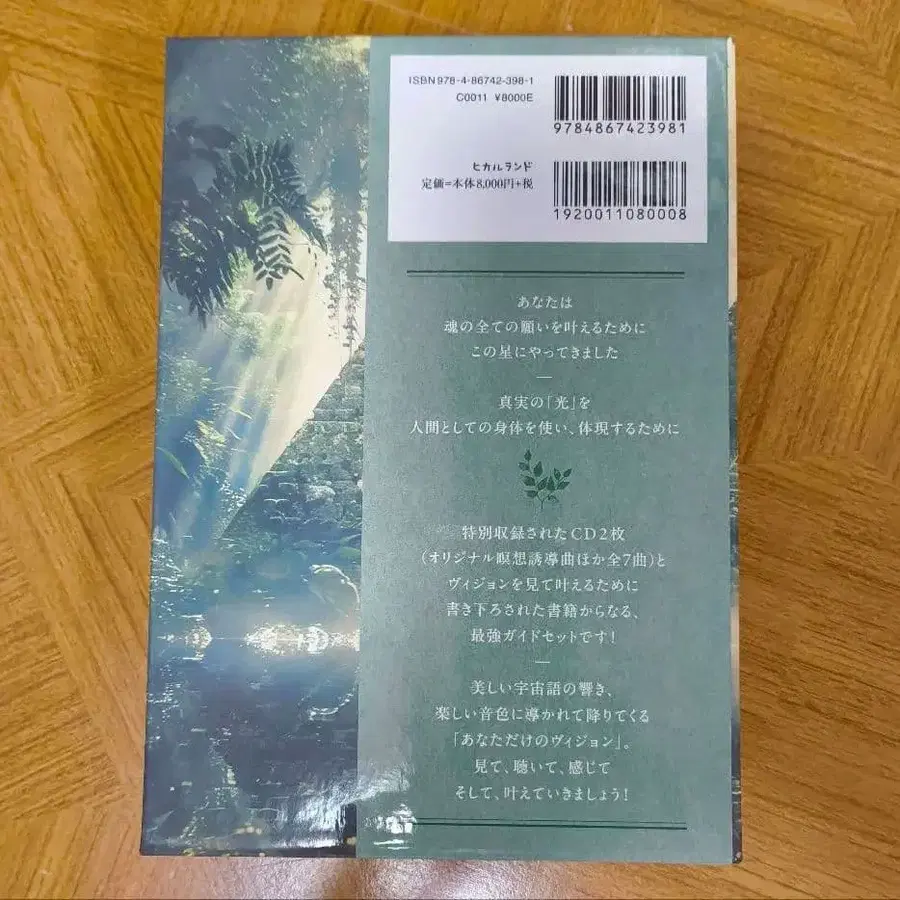 ISBN978-4-86742-398-1
C0011 ¥8000E
9784867423981
ヒカルランド
定価=本体8,000円+税
1920011080008
あなたは
魂の全ての願いを叶えるために
この星にやってきました
真実の「光」を
人間としての身体を使い、体現するために
特別収録されたCD2枚
(オリジナル瞑想誘導曲ほか全7曲)と
ヴィジョンを見て叶えるために
書き下ろされた書籍からなる、
最強ガイドセットです!
美しい宇宙語の響き、
楽しい音色に導かれて降りてくる
「あなただけのヴィジョン」。
見て、聴いて、感じて
そして、叶えていきましょう!